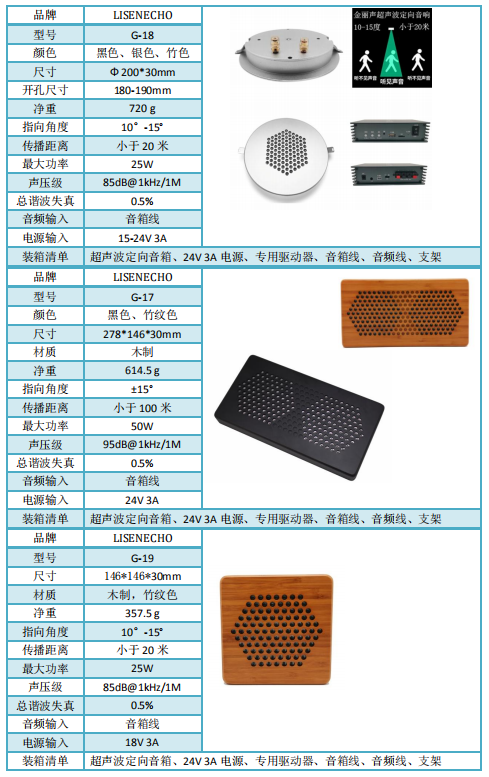 品牌 LISENECHO
型号 G-18
颜色 黑色、银色、竹色
尺寸 Φ200*30mm
开孔尺寸 180-190mm
净重 720 g
指向角度 10° -15°
传播距离 小于 20 米
最大功率 25W
声压级 85dB@1kHz/1M
总谐波失真 0.5%
音频输入 音箱线
电源输入 15-24V 3A
金丽声超声波定向音响
10-15度 小于20米
听不见声音 听见声音 听不见声音
装箱清单 超声波定向音箱、24V 3A 电源、专用驱动器、音箱线、音频线、支架
品牌 LISENECHO
型号 G-17
颜色 黑色、竹纹色
尺寸 278*146*30mm
材质 木制
净重 614.5 g
指向角度 ±15°
传播距离 小于 100 米
最大功率 50W
声压级 95dB@1kHz/1M
总谐波失真 0.5%
音频输入 音箱线
电源输入 24V 3A
装箱清单 超声波定向音箱、24V 3A 电源、专用驱动器、音箱线、音频线、支架
品牌 LISENECHO
型号 G-19
尺寸 146*146*30mm
材质 木制，竹纹色
净重 357.5 g
指向角度 10° -15°
传播距离 小于 20 米
最大功率 25W
声压级 85dB@1kHz/1M
总谐波失真 0.5%
音频输入 音箱线
电源输入 18V 3A
装箱清单 超声波定向音箱、24V 3A 电源、专用驱动器、音箱线、音频线、支架